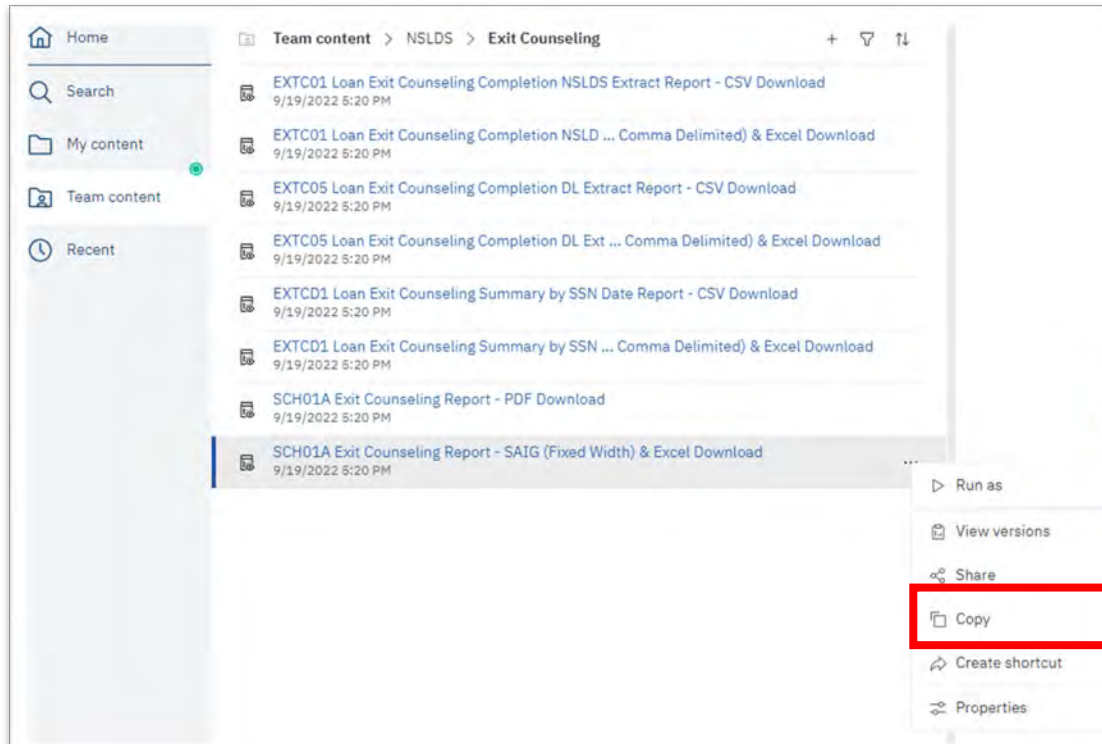 Home
Search
My content
Team content
Recent
Team content > NSLDS > Exit Counseling
EXTC01 Loan Exit Counseling Completion NSLDS Extract Report - CSV Download
9/19/2022 5:20 PM
EXTC01 Loan Exit Counseling Completion NSLD ... Comma Delimited) & Excel Download
9/19/2022 5:20 PM
EXTC05 Loan Exit Counseling Completion DL Extract Report - CSV Download
9/19/2022 5:20 PM
EXTC05 Loan Exit Counseling Completion DL Ext ... Comma Delimited) & Excel Download
9/19/2022 5:20 PM
EXTCD1 Loan Exit Counseling Summary by SSN Date Report - CSV Download
9/19/2022 5:20 PM
EXTCD1 Loan Exit Counseling Summary by SSN ... Comma Delimited) & Excel Download
9/19/2022 5:20 PM
SCH01A Exit Counseling Report - PDF Download
9/19/2022 5:20 PM
SCH01A Exit Counseling Report - SAIG (Fixed Width) & Excel Download
9/19/2022 5:20 PM
Run as
View versions
Share
Copy
Create shortcut
Properties